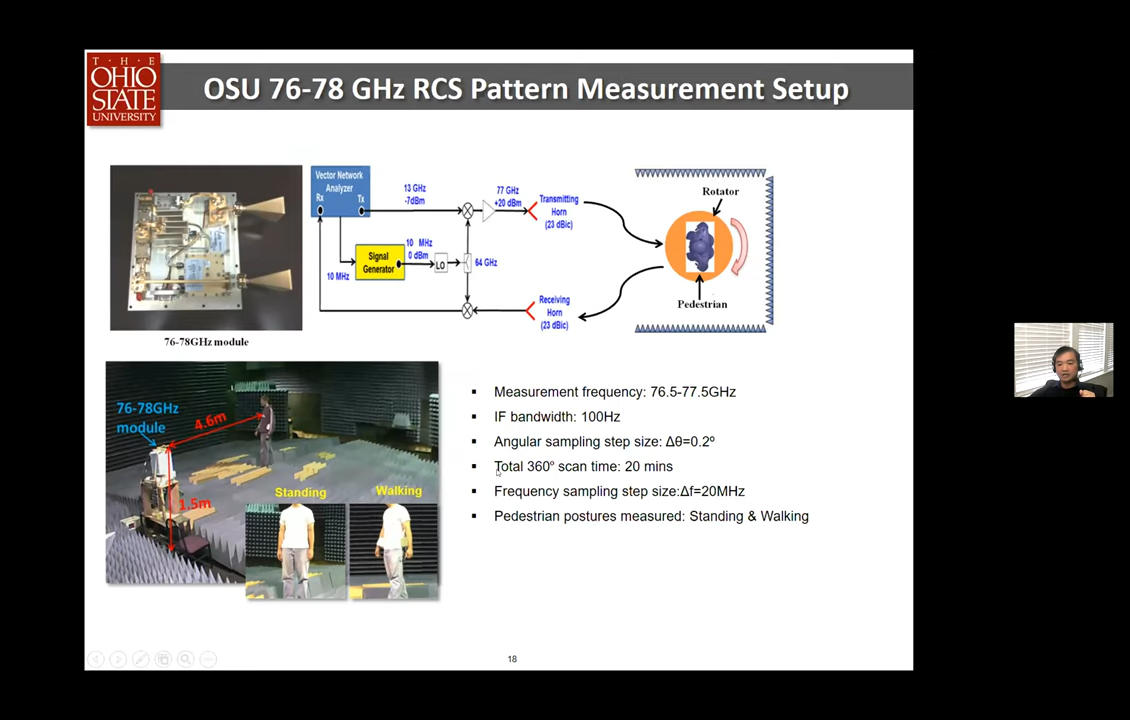 T · H · E
OHIO
STATE
UNIVERSITY
OSU 76-78 GHz RCS Pattern Measurement Setup
76-78GHz module
Vector Network
Analyzer
Rx
Tx
13 GHz
-7dBm
77 GHz
+20 dBm
Transmitting
Horn
(23 dBic)
Signal
Generator
10 MHz
0 dBm
LO
64 GHz
10 MHz
Receiving
Horn
(23 dBic)
Rotator
Pedestrian
76-78GHz
module
4.6m
1.5m
Standing
Walking
▪ Measurement frequency: 76.5-77.5GHz
▪ IF bandwidth: 100Hz
▪ Angular sampling step size: Δθ=0.2º
▪ Total 360º scan time: 20 mins
▪ Frequency sampling step size:Δf=20MHz
▪ Pedestrian postures measured: Standing & Walking
18